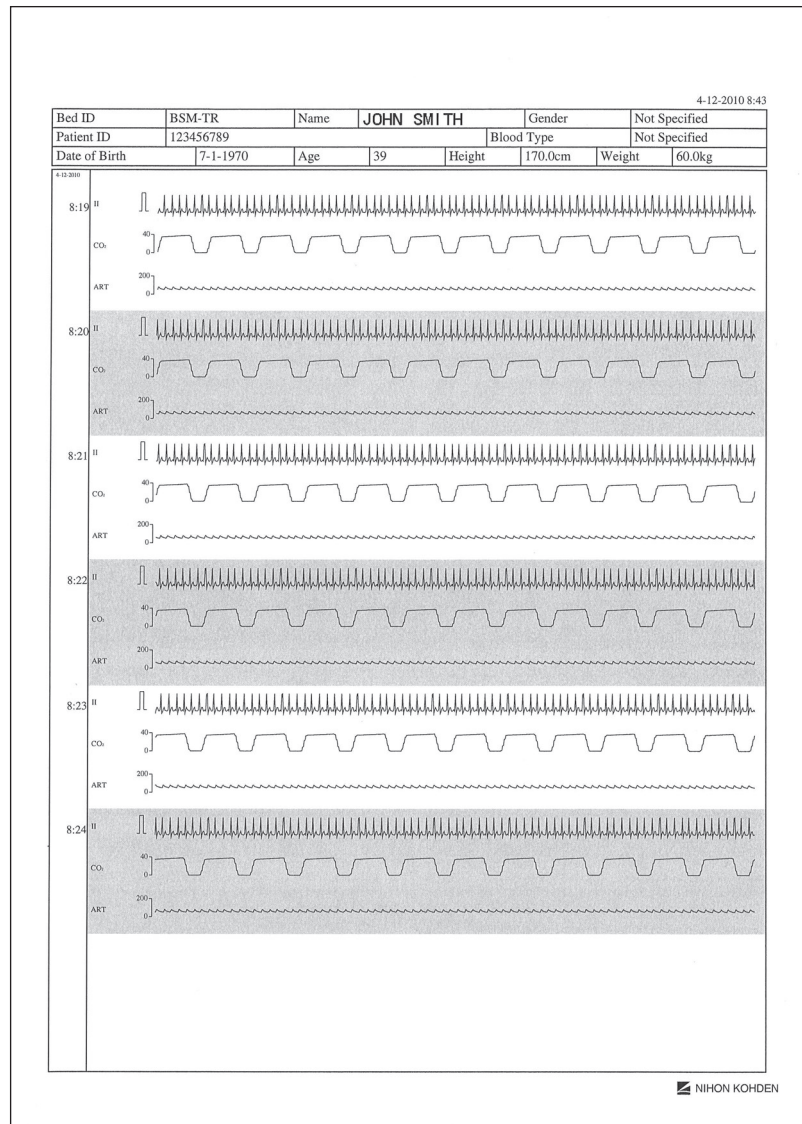 4-12-2010 8:43
Bed ID BSM-TR Name JOHN SMITH Gender Not Specified
Patient ID 123456789 Blood Type Not Specified
Date of Birth 7-1-1970 Age 39 Height 170.0cm Weight 60.0kg
4-12-2010
8:19 II
CO₂ 40 0
ART 200 0
8:20 II
CO₂ 40 0
ART 200 0
8:21 II
CO₂ 40 0
ART 200 0
8:22 II
CO₂ 40 0
ART 200 0
8:23 II
CO₂ 40 0
ART 200 0
8:24 II
CO₂ 40 0
ART 200 0
NIHON KOHDEN